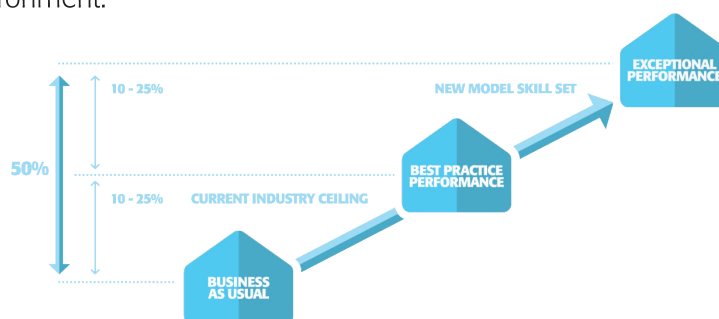 EXCEPTIONAL
PERFORMANCE
10 - 25%
NEW MODEL SKILL SET
50%
BEST PRACTICE
PERFORMANCE
10 - 25%
CURRENT INDUSTRY CEILING
BUSINESS
AS USUAL